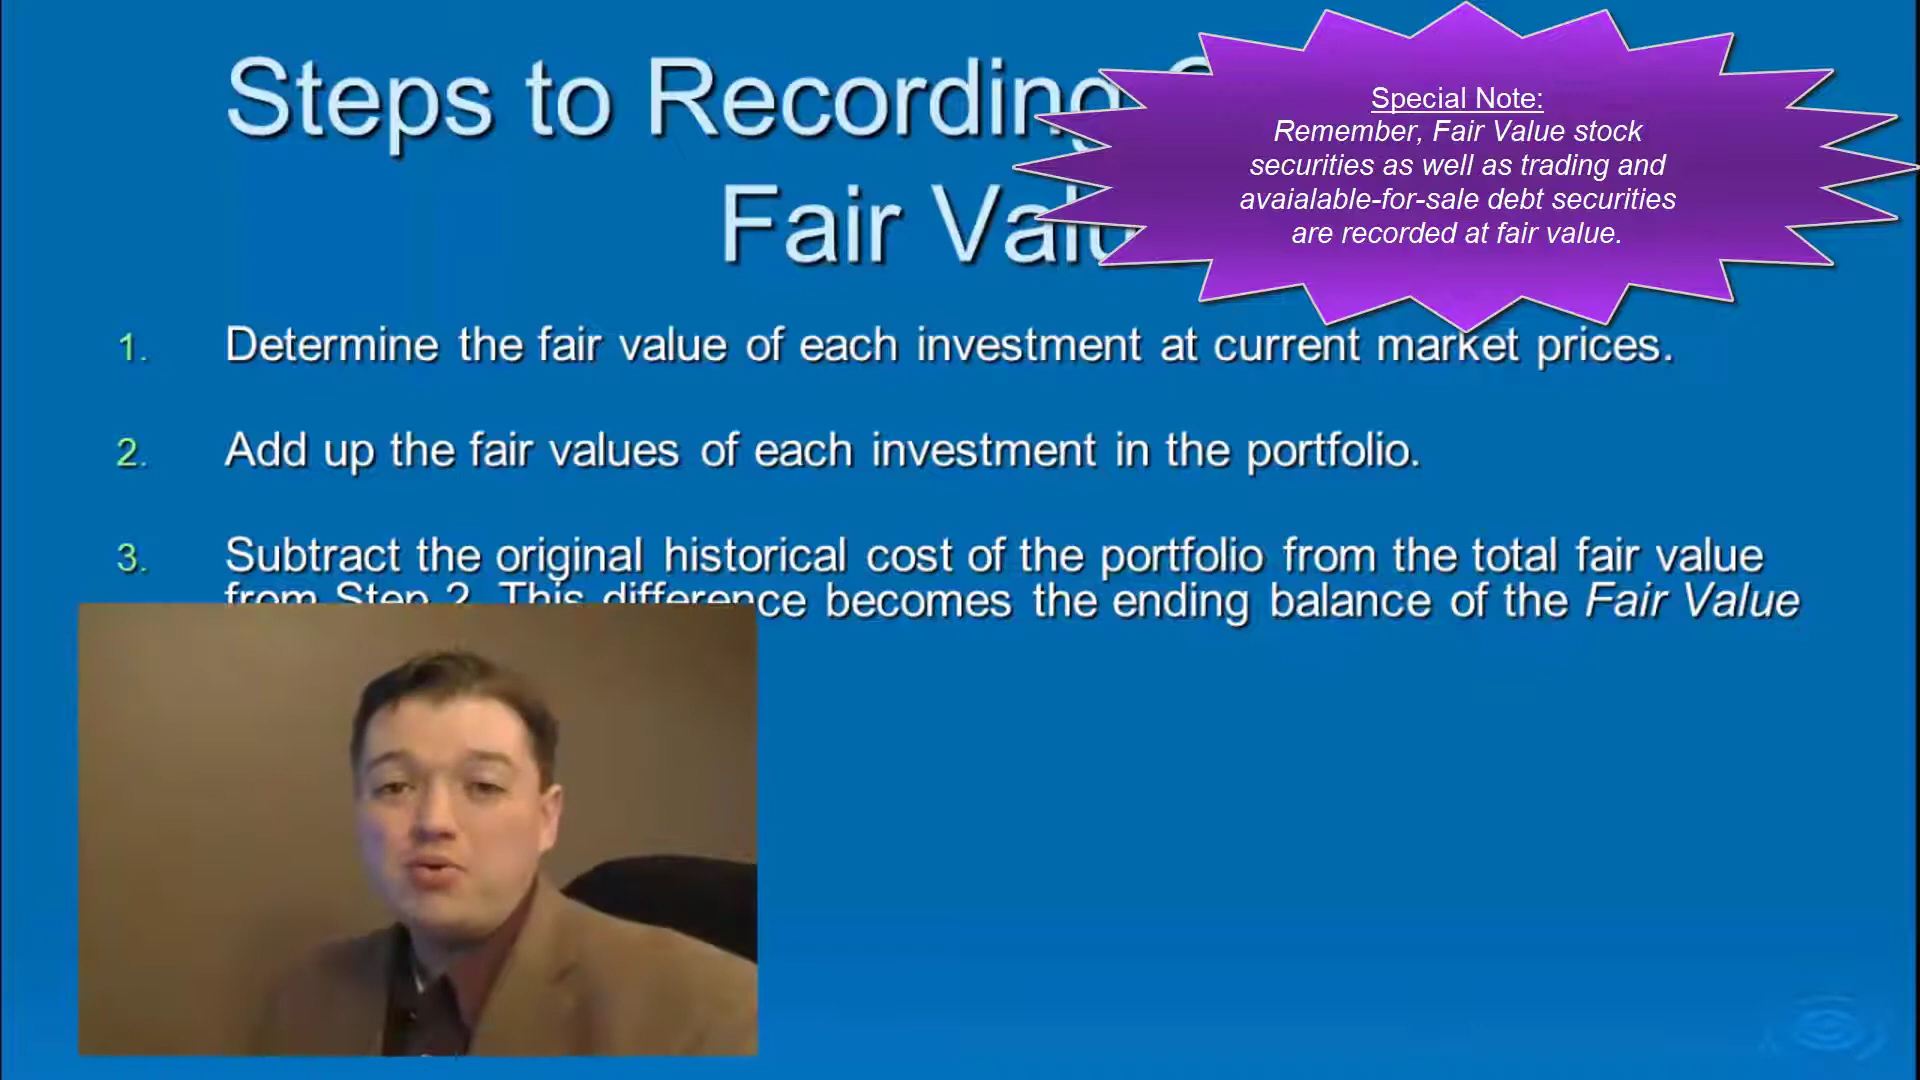 Steps to Recording
Fair Valu
Special Note:
Remember, Fair Value stock
securities as well as trading and
avaialable-for-sale debt securities
are recorded at fair value.
1. Determine the fair value of each investment at current market prices.
2. Add up the fair values of each investment in the portfolio.
3. Subtract the original historical cost of the portfolio from the total fair value
from Step 2. This difference becomes the ending balance of the Fair Value